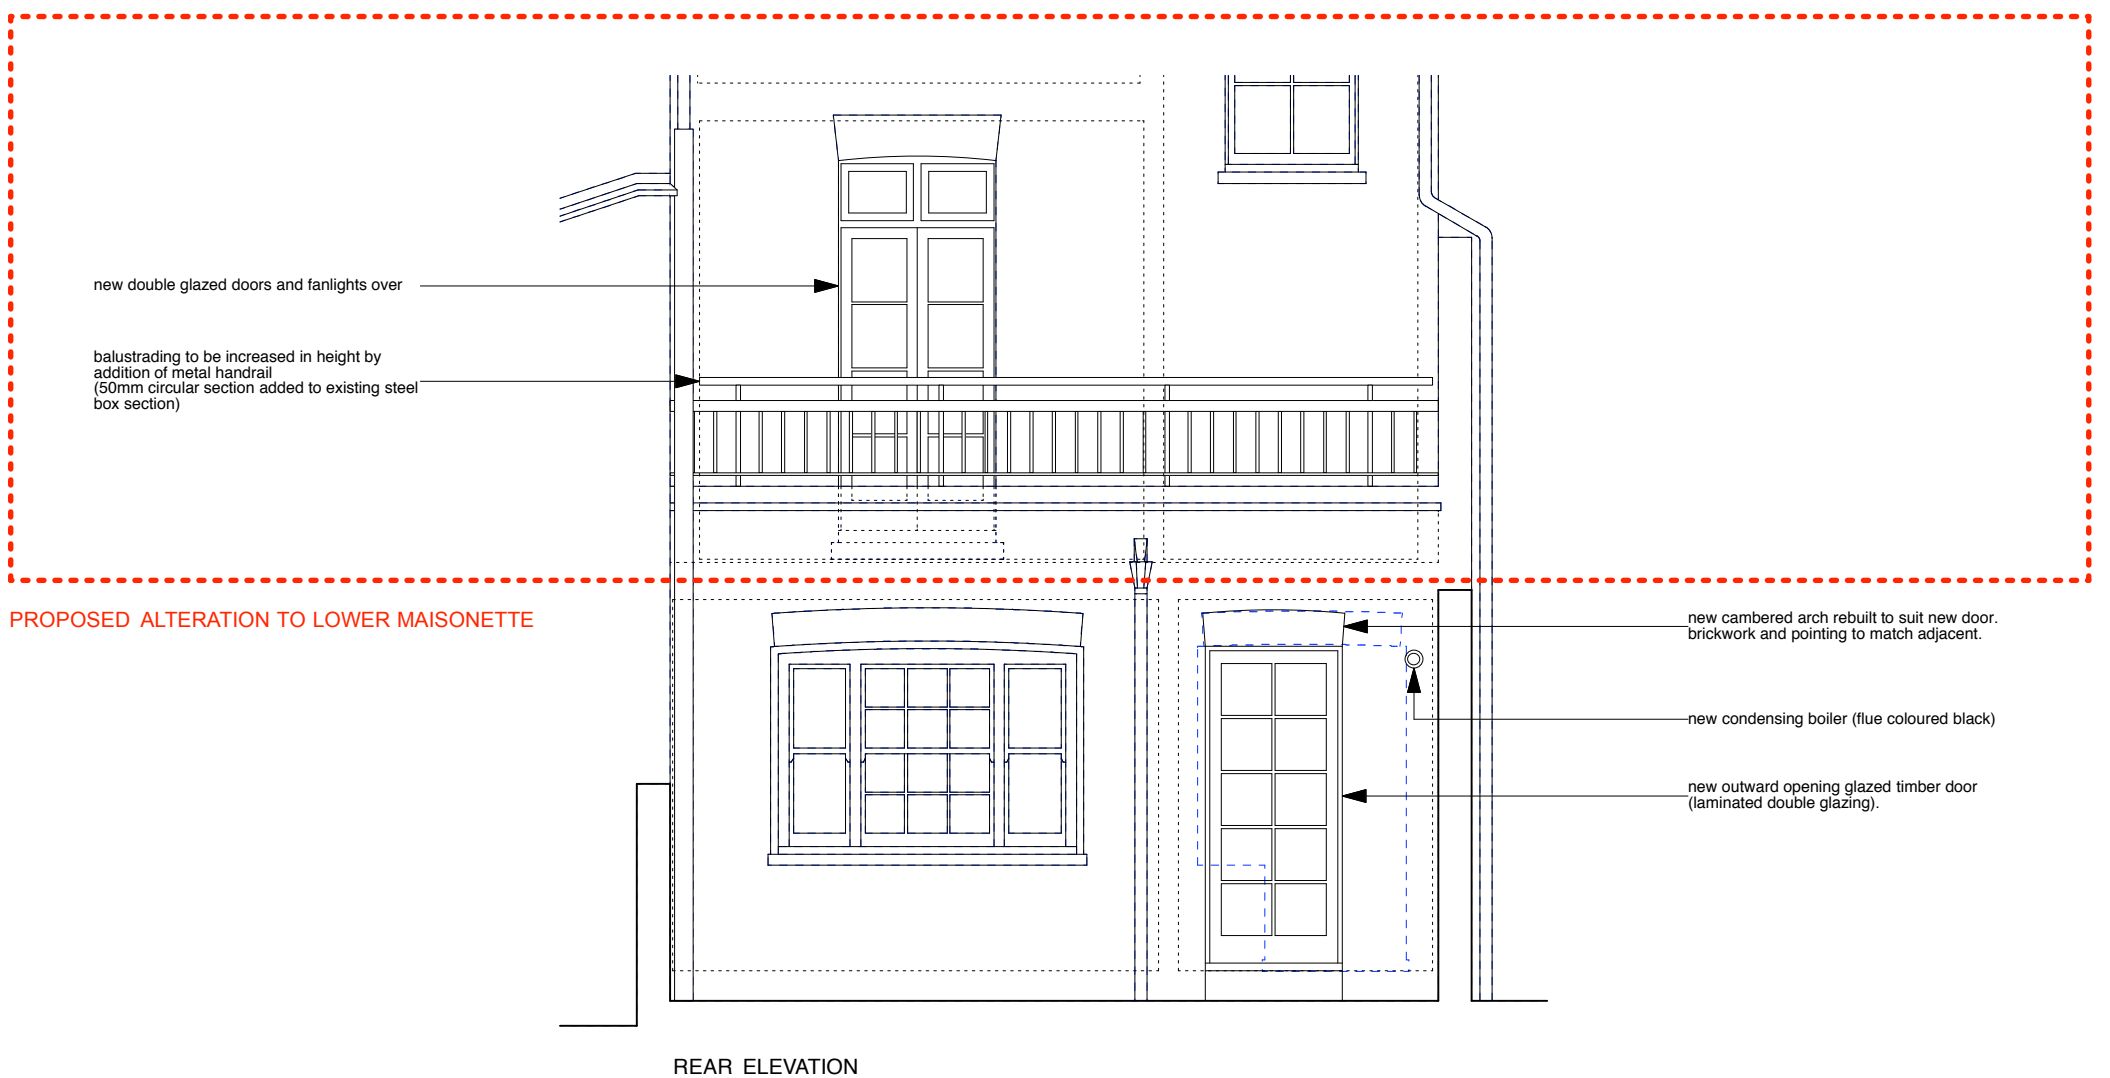 new double glazed doors and fanlights over
balustrading to be increased in height by
addition of metal handrail
(50mm circular section added to existing steel
box section)
PROPOSED ALTERATION TO LOWER MAISONETTE
new cambered arch rebuilt to suit new door.
brickwork and pointing to match adjacent.
new condensing boiler (flue coloured black)
new outward opening glazed timber door
(laminated double glazing).
REAR ELEVATION